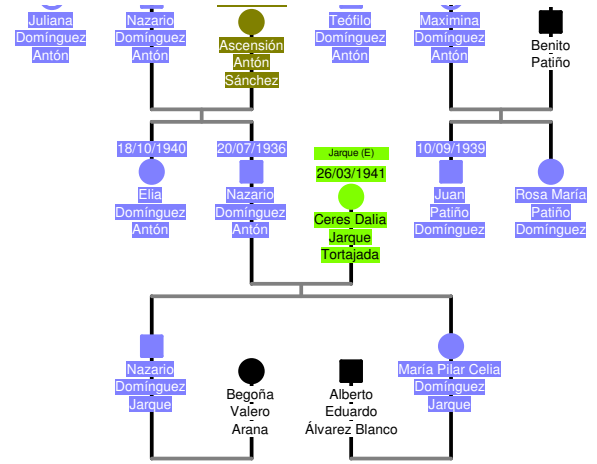 Juliana
Domínguez
Antón
Nazario
Domínguez
Antón
Ascensión
Antón
Sánchez
Teófilo
Domínguez
Antón
Maximina
Domínguez
Antón
Benito
Patiño
18/10/1940
Elia
Domínguez
Antón
20/07/1936
Nazario
Domínguez
Antón
Jarque (E)
26/03/1941
Ceres Dalia
Jarque
Tortajada
10/09/1939
Juan
Patiño
Domínguez
Rosa María
Patiño
Domínguez
Nazario
Domínguez
Jarque
Begoña
Valero
Arana
Alberto
Eduardo
Álvarez Blanco
María Pilar Celia
Domínguez
Jarque